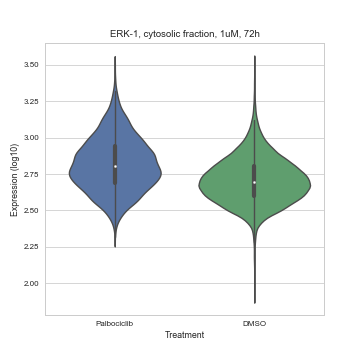 ERK-1, cytosolic fraction, 1uM, 72h
3.50
3.25
3.00
2.75
2.50
2.25
2.00
Expression (log10)
Palbociclib
DMSO
Treatment